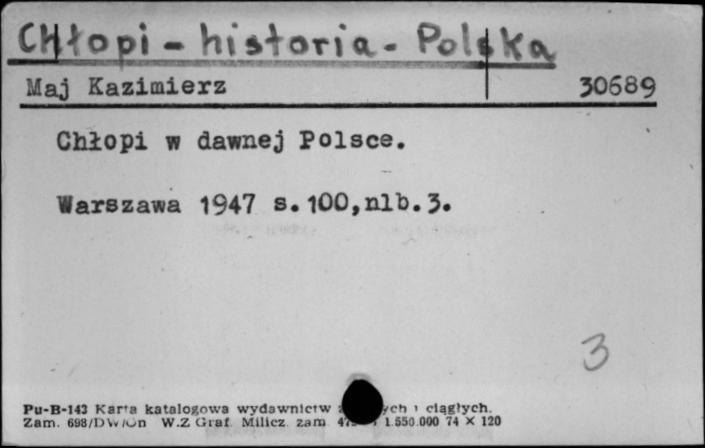 Chłopi - historia - Polska
Maj Kazimierz 30689
Chłopi w dawnej Polsce.
Warszawa 1947 s.100,nlb.3.
3
Pu-B-143 Karta katalogowa wydawnictw i ciągłych.
Zam. 698/DW/On W.Z Graf. Milicz zam 1.550.000 74 × 120